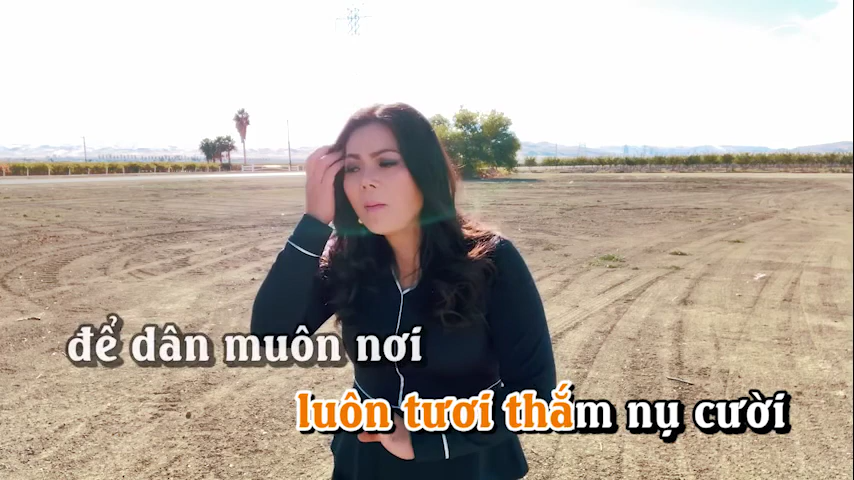 để dân muôn nơi
luôn tươi thắm nụ cười